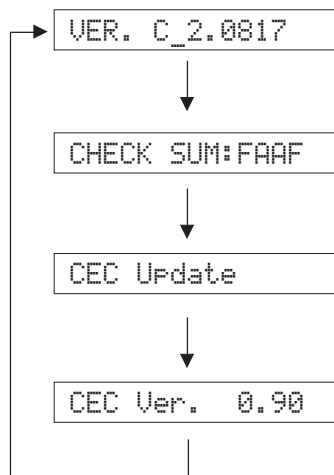 VER. C_2.0817
CHECK SUM:FAAF
CEC Update
CEC Ver. 0.90